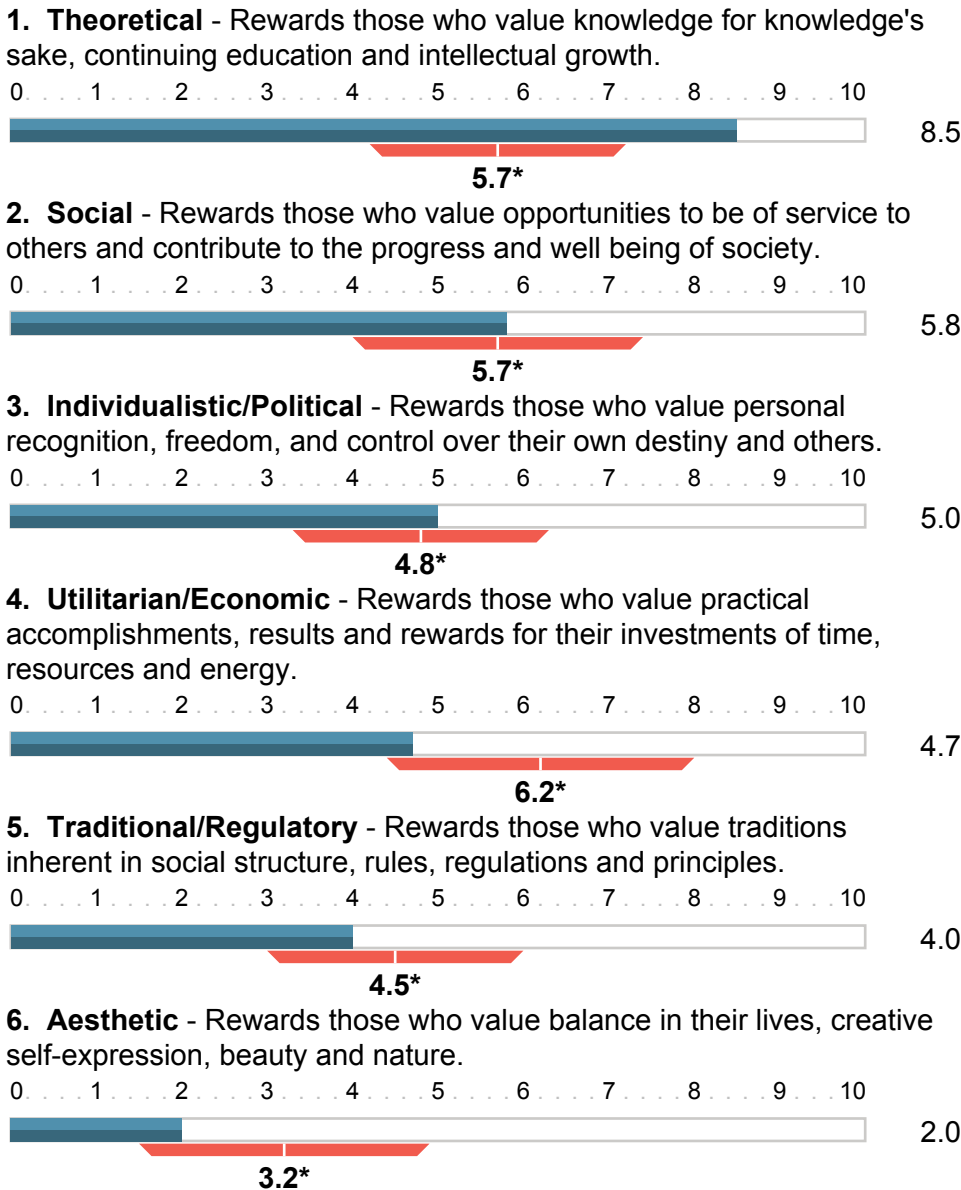 1. Theoretical - Rewards those who value knowledge for knowledge's
sake, continuing education and intellectual growth.
0. . . . 1 . . . . 2 . . . . 3 . . . . 4 . . . . 5 . . . . 6 . . . . 7 . . . . 8 . . . . 9 . . . 10
8.5
5.7*
2. Social - Rewards those who value opportunities to be of service to
others and contribute to the progress and well being of society.
0. . . . 1 . . . . 2 . . . . 3 . . . . 4 . . . . 5 . . . . 6 . . . . 7 . . . . 8 . . . . 9 . . . 10
5.8
5.7*
3. Individualistic/Political - Rewards those who value personal
recognition, freedom, and control over their own destiny and others.
0. . . . 1 . . . . 2 . . . . 3 . . . . 4 . . . . 5 . . . . 6 . . . . 7 . . . . 8 . . . . 9 . . . 10
5.0
4.8*
4. Utilitarian/Economic - Rewards those who value practical
accomplishments, results and rewards for their investments of time,
resources and energy.
0. . . . 1 . . . . 2 . . . . 3 . . . . 4 . . . . 5 . . . . 6 . . . . 7 . . . . 8 . . . . 9 . . . 10
4.7
6.2*
5. Traditional/Regulatory - Rewards those who value traditions
inherent in social structure, rules, regulations and principles.
0. . . . 1 . . . . 2 . . . . 3 . . . . 4 . . . . 5 . . . . 6 . . . . 7 . . . . 8 . . . . 9 . . . 10
4.0
4.5*
6. Aesthetic - Rewards those who value balance in their lives, creative
self-expression, beauty and nature.
0. . . . 1 . . . . 2 . . . . 3 . . . . 4 . . . . 5 . . . . 6 . . . . 7 . . . . 8 . . . . 9 . . . 10
2.0
3.2*